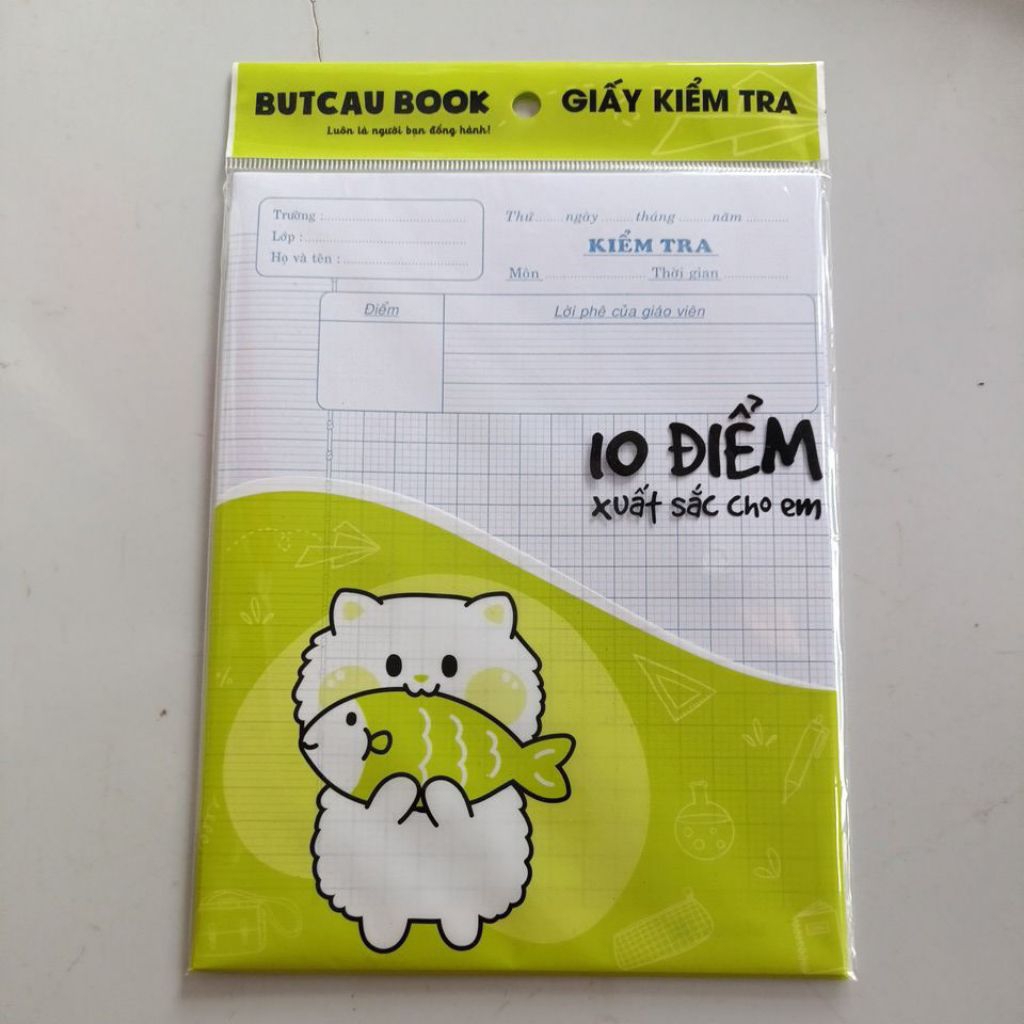 BUTCAU BOOK
Luôn là người bạn đồng hành!
GIẤY KIỂM TRA
Trường :
Lớp :
Họ và tên :
Thứ ...... ngày ........ tháng ........ năm ............
KIỂM TRA
Môn .......................... Thời gian ................
Điểm
Lời phê của giáo viên
10 ĐIỂM
xuất sắc cho em